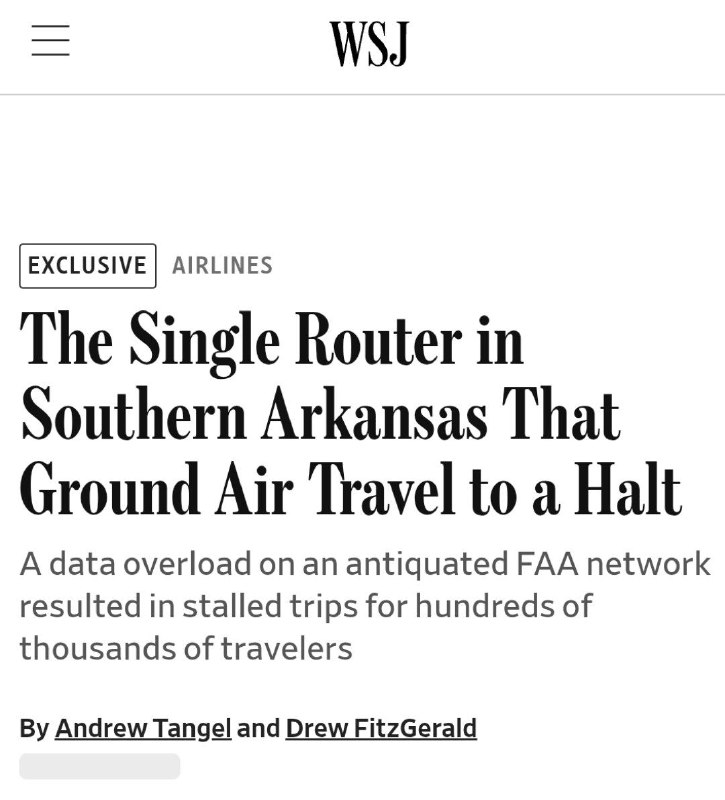 WSJ
EXCLUSIVE AIRLINES
The Single Router in
Southern Arkansas That
Ground Air Travel to a Halt
A data overload on an antiquated FAA network
resulted in stalled trips for hundreds of
thousands of travelers
By Andrew Tangel and Drew FitzGerald